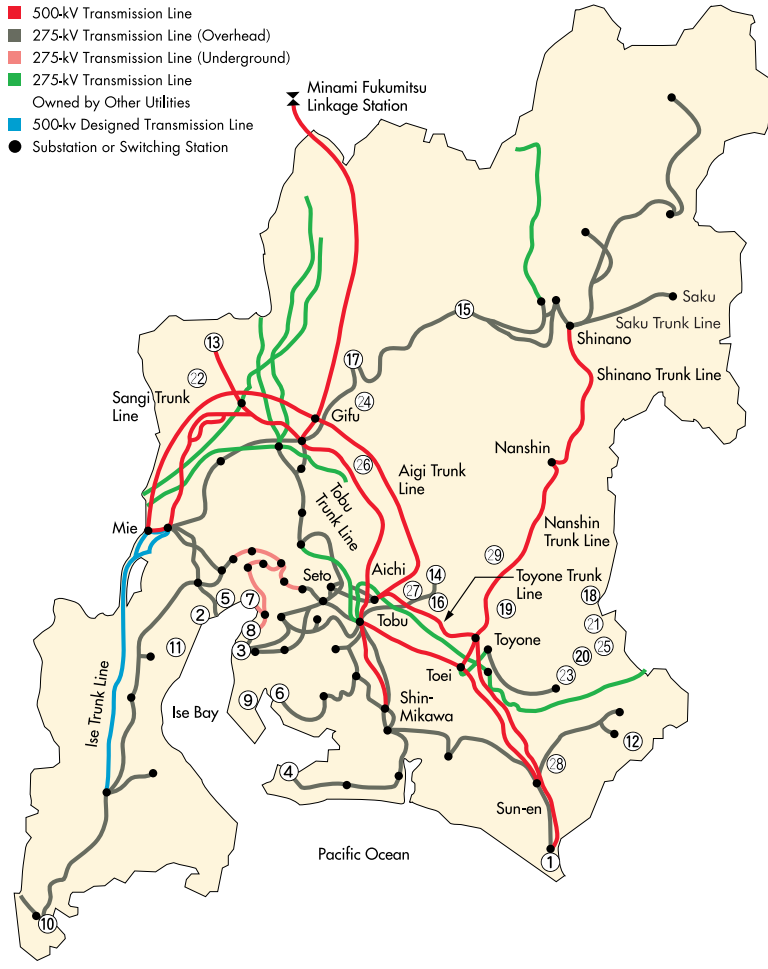 500-kV Transmission Line
275-kV Transmission Line (Overhead)
275-kV Transmission Line (Underground)
275-kV Transmission Line
Owned by Other Utilities
500-kv Designed Transmission Line
Substation or Switching Station
Minami Fukumitsu
Linkage Station
Saku
Saku Trunk Line
15
Shinano
13
17
Shinano Trunk Line
22
Sangi Trunk
Line
24
Gifu
Nanshin
26
Aigi Trunk
Line
Tobu
Trunk Line
Mie
Nanshin
Trunk Line
29
Aichi
14
Toyone Trunk
Line
Seto
27
16
18
5
7
19
2
21
Tobu
8
Toyone
11
3
20
25
Toei
23
Ise Trunk Line
9
6
Shin-
Mikawa
Ise Bay
12
28
4
Sun-en
Pacific Ocean
1
10